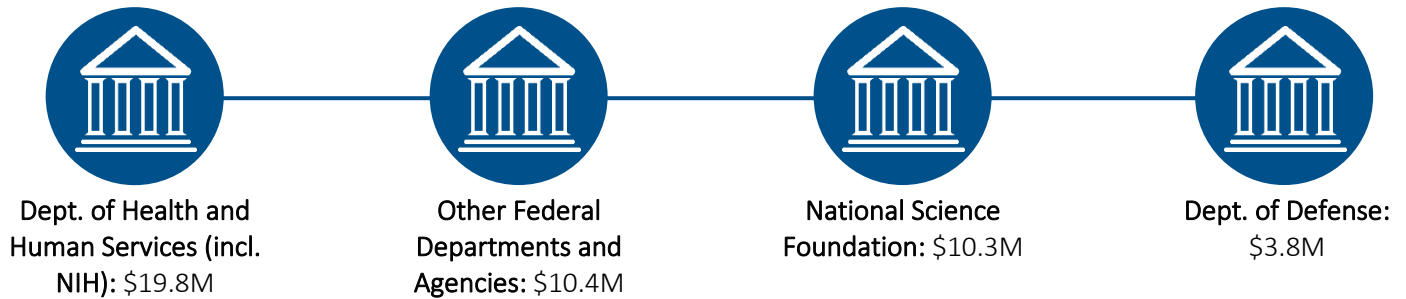 Dept. of Health and
Human Services (incl.
NIH): $19.8M
Other Federal
Departments and
Agencies: $10.4M
National Science
Foundation: $10.3M
Dept. of Defense:
$3.8M